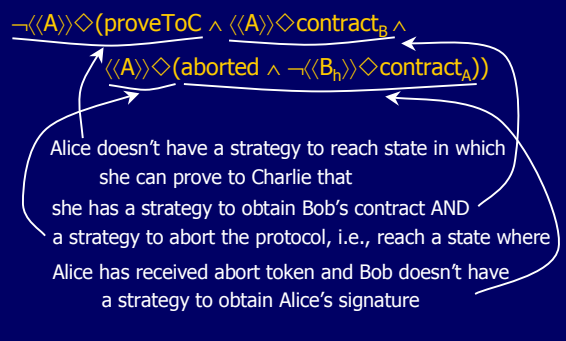 ¬⟨⟨A⟩⟩◇(proveToC ∧ ⟨⟨A⟩⟩◇contract_B ∧
⟨⟨A⟩⟩◇(aborted ∧ ¬⟨⟨B_h⟩⟩◇contract_A))
Alice doesn't have a strategy to reach state in which
she can prove to Charlie that
she has a strategy to obtain Bob's contract AND
a strategy to abort the protocol, i.e., reach a state where
Alice has received abort token and Bob doesn't have
a strategy to obtain Alice's signature